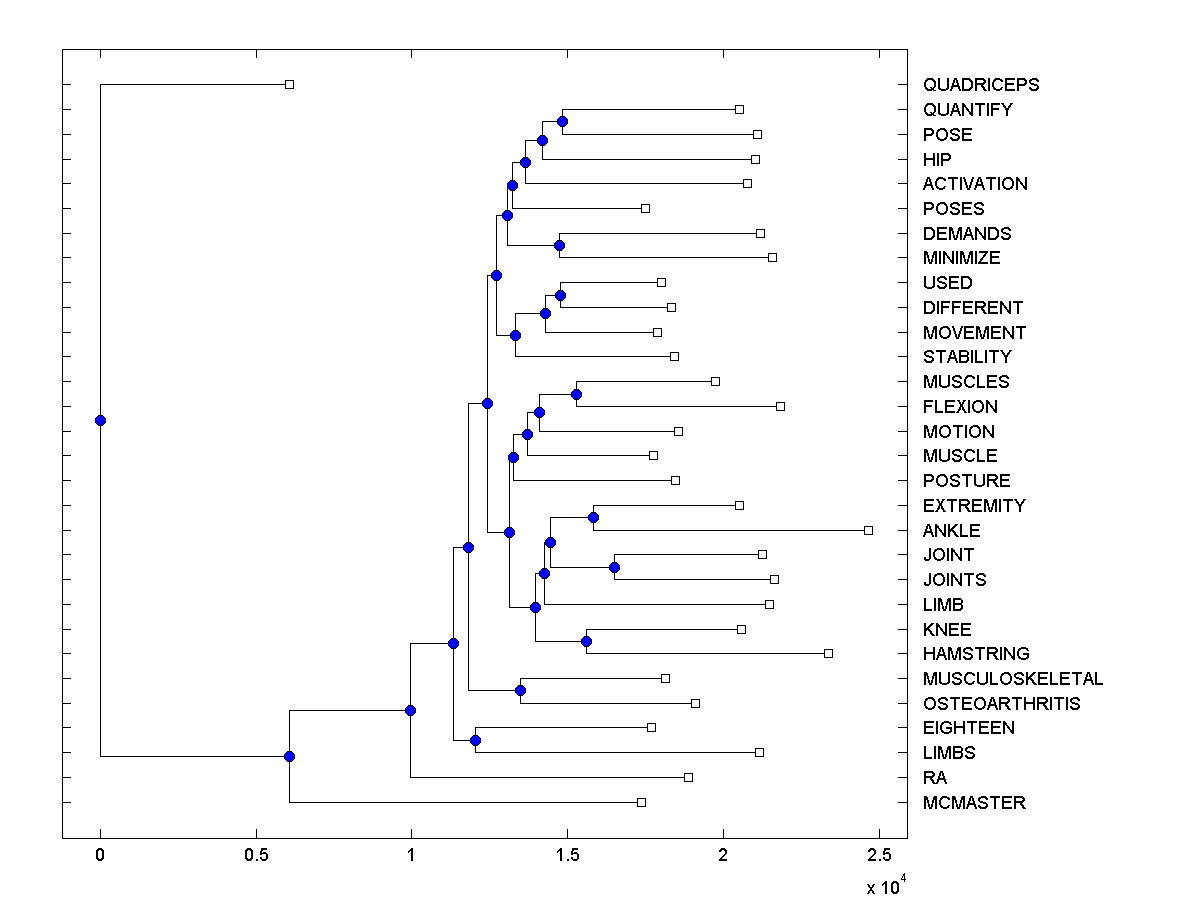 QUADRICEPS
QUANTIFY
POSE
HIP
ACTIVATION
POSES
DEMANDS
MINIMIZE
USED
DIFFERENT
MOVEMENT
STABILITY
MUSCLES
FLEXION
MOTION
MUSCLE
POSTURE
EXTREMITY
ANKLE
JOINT
JOINTS
LIMB
KNEE
HAMSTRING
MUSCULOSKELETAL
OSTEOARTHRITIS
EIGHTEEN
LIMBS
RA
MCMASTER
0 0.5 1 1.5 2 2.5
x 10^4